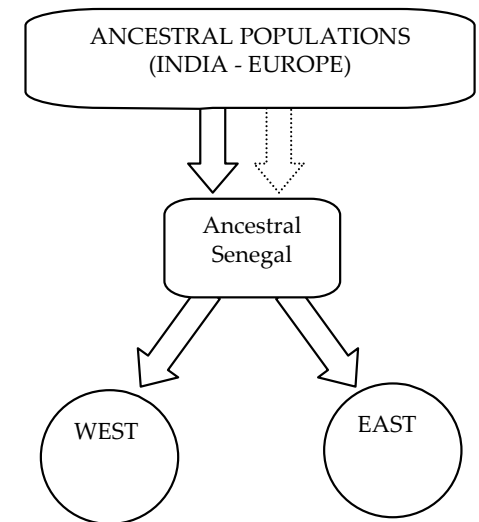 ANCESTRAL POPULATIONS
(INDIA - EUROPE)
Ancestral
Senegal
WEST
EAST